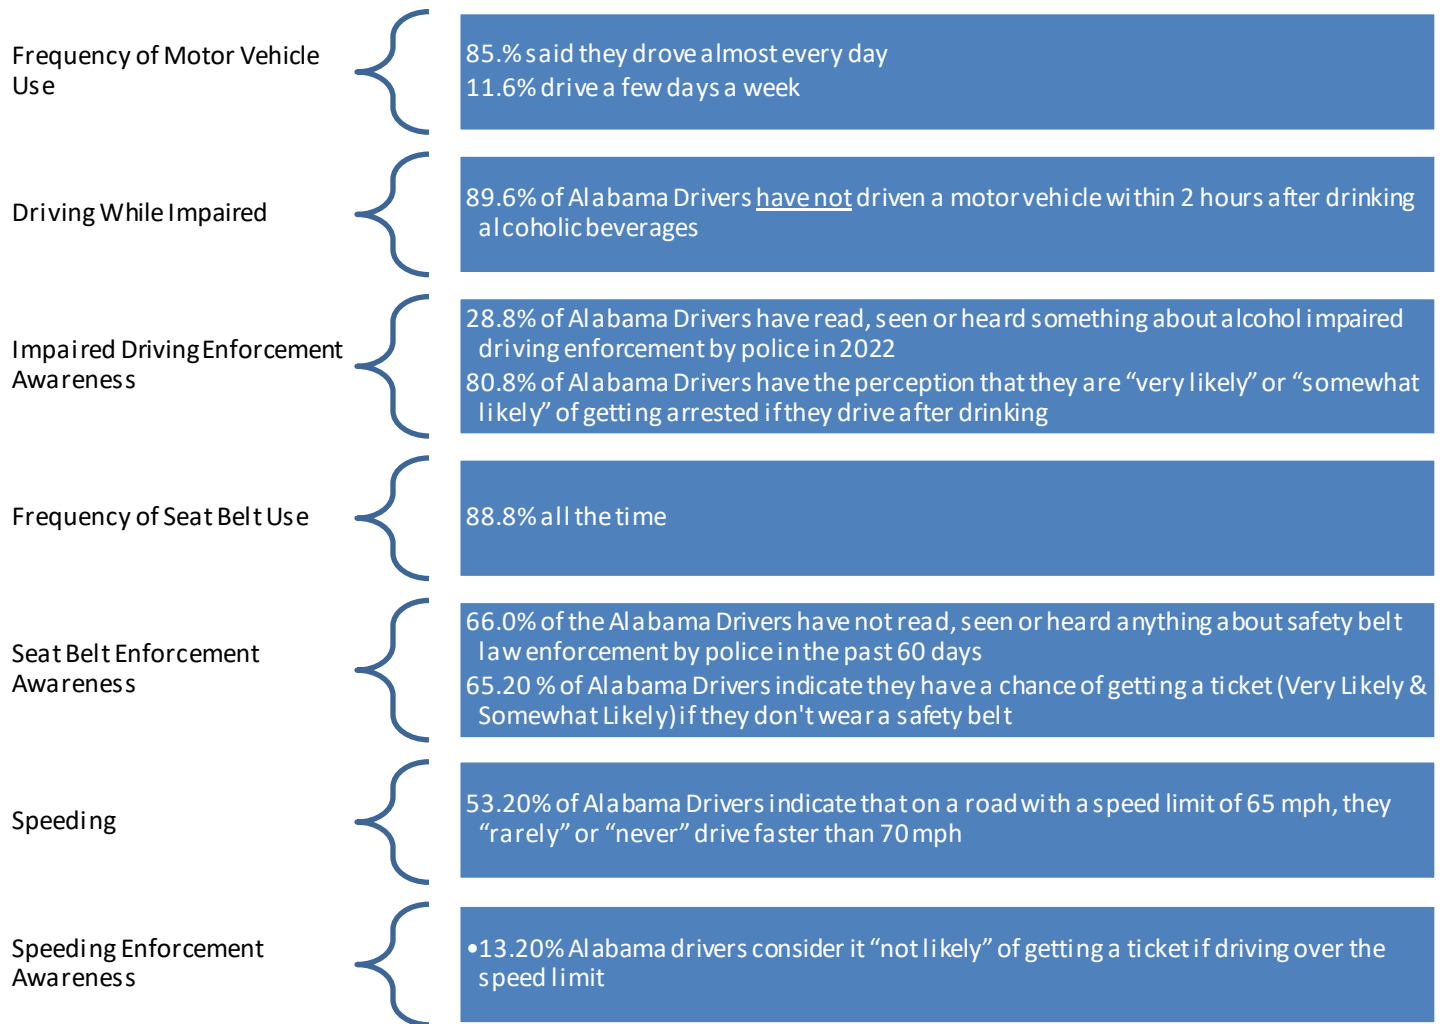 Frequency of Motor Vehicle
Use
85.% said they drove almost every day
11.6% drive a few days a week
Driving While Impaired
89.6% of Alabama Drivers have not driven a motor vehicle within 2 hours after drinking
alcoholic beverages
Impaired Driving Enforcement
Awareness
28.8% of Alabama Drivers have read, seen or heard something about alcohol impaired
driving enforcement by police in 2022
80.8% of Alabama Drivers have the perception that they are “very likely” or “somewhat
likely” of getting arrested if they drive after drinking
Frequency of Seat Belt Use
88.8% all the time
Seat Belt Enforcement
Awareness
66.0% of the Alabama Drivers have not read, seen or heard anything about safety belt
law enforcement by police in the past 60 days
65.20 % of Alabama Drivers indicate they have a chance of getting a ticket (Very Likely &
Somewhat Likely) if they don't wear a safety belt
Speeding
53.20% of Alabama Drivers indicate that on a road with a speed limit of 65 mph, they
“rarely” or “never” drive faster than 70 mph
Speeding Enforcement
Awareness
•13.20% Alabama drivers consider it “not likely” of getting a ticket if driving over the
speed limit